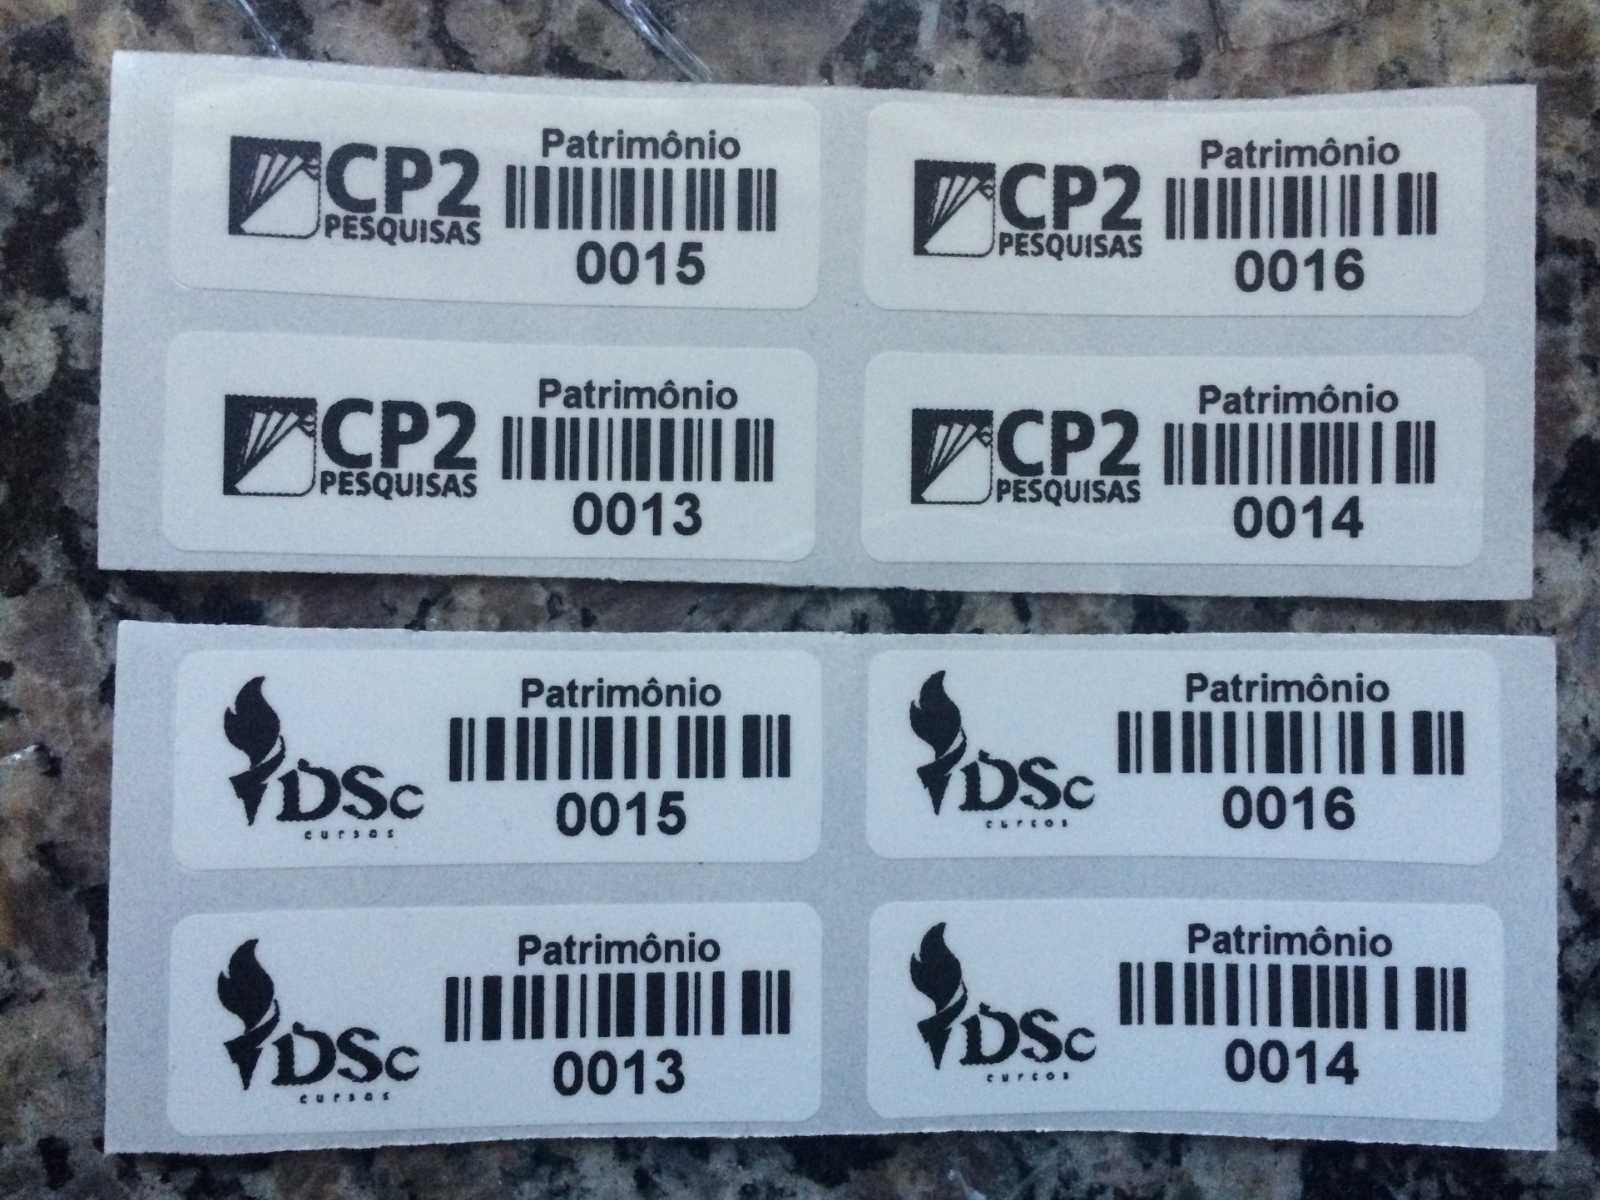 CP2
PESQUISAS
Patrimônio
0015
CP2
PESQUISAS
Patrimônio
0016
CP2
PESQUISAS
Patrimônio
0013
CP2
PESQUISAS
Patrimônio
0014
DSc
cursos
Patrimônio
0015
DSc
cursos
Patrimônio
0016
DSc
cursos
Patrimônio
0013
DSc
cursos
Patrimônio
0014